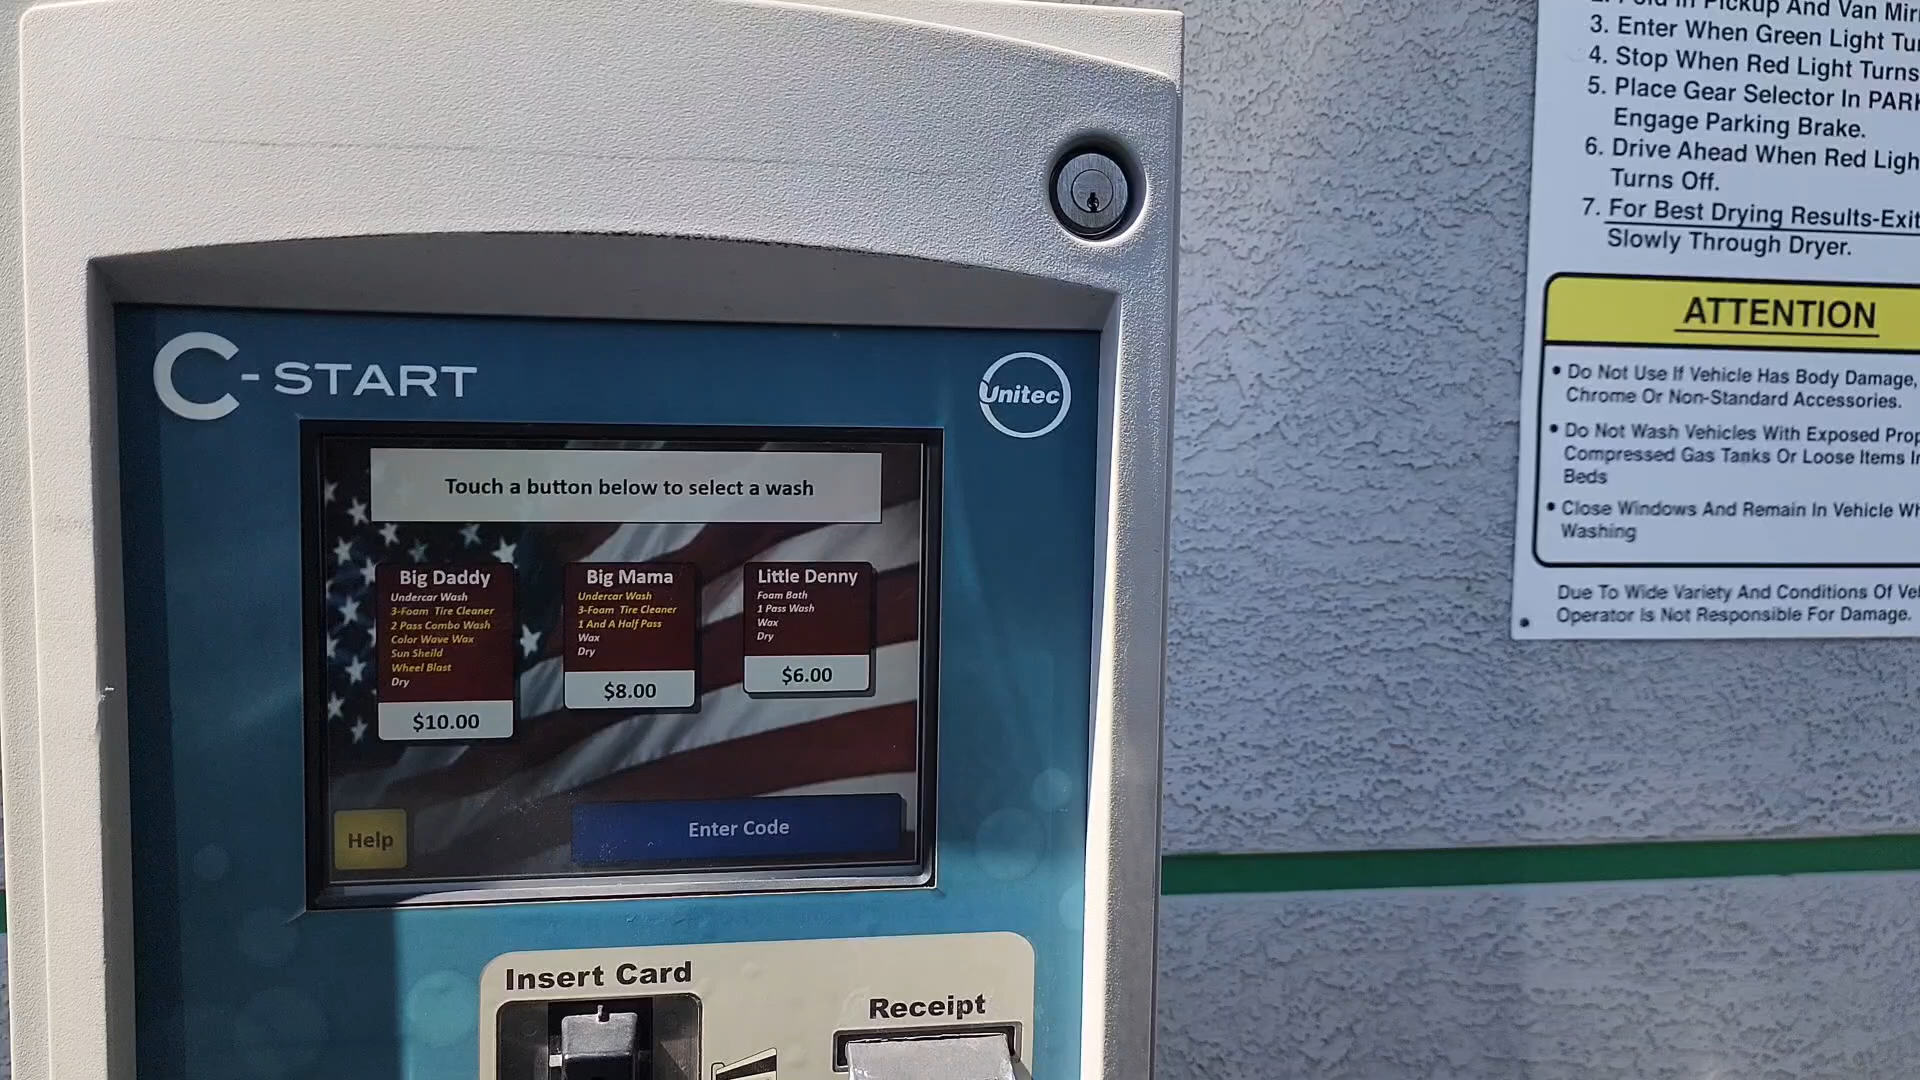 C-START
Unitec
Touch a button below to select a wash
Big Daddy
Undercar Wash
3-Foam Tire Cleaner
2 Pass Combo Wash
Color Wave Wax
Sun Sheild
Wheel Blast
Dry
$10.00
Big Mama
Undercar Wash
3-Foam Tire Cleaner
1 And A Half Pass
Wax
Dry
$8.00
Little Denny
Foam Bath
1 Pass Wash
Wax
Dry
$6.00
Help
Enter Code
Insert Card
Receipt
Pickup And Van
3. Enter When Green Light
4. Stop When Red Light Turns
5. Place Gear Selector In
Engage Parking Brake.
6. Drive Ahead When Red
Turns Off.
7. For Best Drying Results-Exit
Slowly Through Dryer.
ATTENTION
• Do Not Use If Vehicle Has Body Damage,
Chrome Or Non-Standard Accessories.
• Do Not Wash Vehicles With Exposed
Compressed Gas Tanks Or Loose Items
Beds
• Close Windows And Remain In Vehicle
Washing
Due To Wide Variety And Conditions Of
Operator Is Not Responsible For Damage.